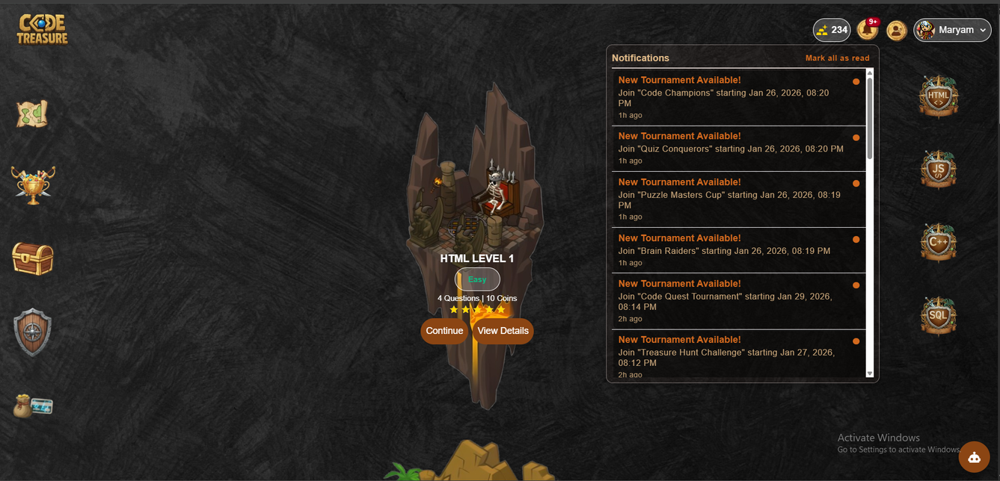 CODE
TREASURE
234
9+
Maryam
Notifications
Mark all as read
New Tournament Available!
Join "Code Champions" starting Jan 26, 2026, 08:20
PM
1h ago
New Tournament Available!
Join "Quiz Conquerors" starting Jan 26, 2026, 08:20 PM
1h ago
New Tournament Available!
Join "Puzzle Masters Cup" starting Jan 26, 2026, 08:19
PM
1h ago
New Tournament Available!
Join "Brain Raiders" starting Jan 26, 2026, 08:19 PM
1h ago
New Tournament Available!
Join "Code Quest Tournament" starting Jan 29, 2026,
08:14 PM
2h ago
New Tournament Available!
Join "Treasure Hunt Challenge" starting Jan 27, 2026,
08:12 PM
2h ago
HTML LEVEL 1
Easy
4 Questions | 10 Coins
Continue
View Details
HTML
<>
JS
C++
SQL
Activate Windows
Go to Settings to activate Windows.